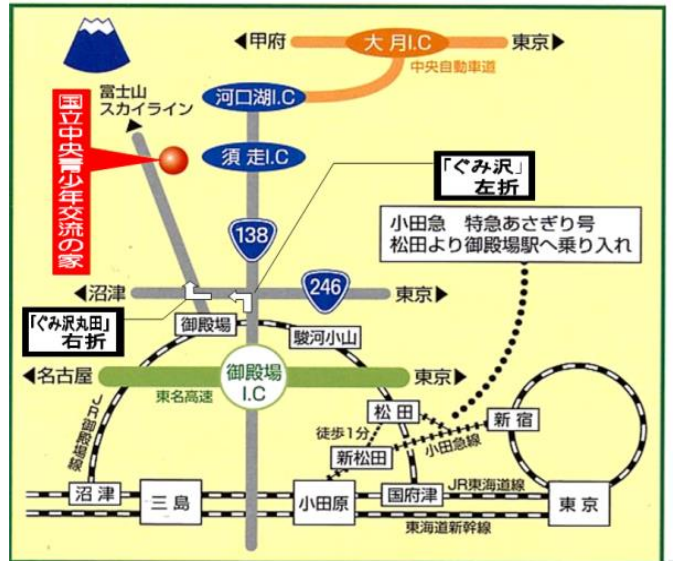 ◀甲府
大月I.C
東京▶
中央自動車道
富士山
スカイライン
河口湖I.C
国立中央青少年交流の家
須走I.C
「ぐみ沢」
左折
小田急 特急あさぎり号
松田より御殿場駅へ乗り入れ
138
◀沼津
246
東京▶
「ぐみ沢丸田」
右折
御殿場
駿河小山
◀名古屋
御殿場
I.C
東京▶
東名高速
松田
新宿
徒歩1分
小田急線
JR御殿場線
新松田
沼津
三島
小田原
国府津
JR東海道線
東京
東海道新幹線